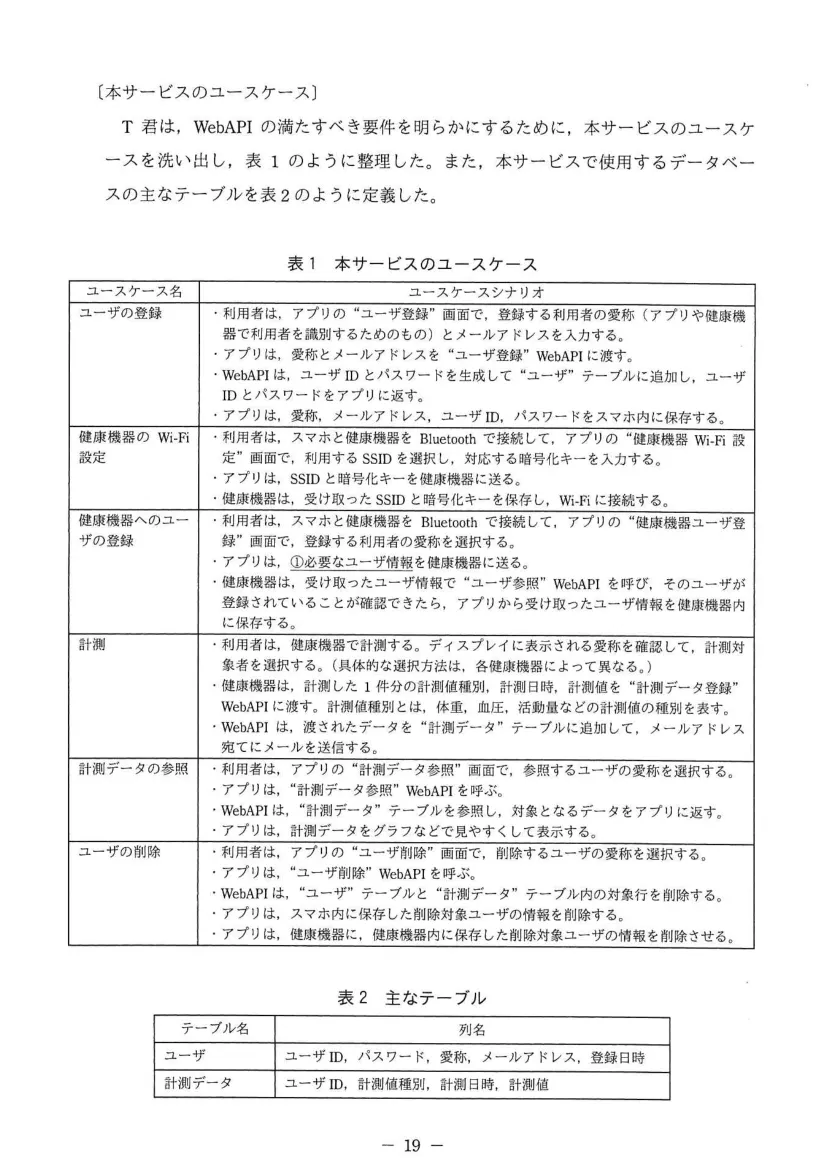 〔本サービスのユースケース〕
T 君は，WebAPI の満たすべき要件を明らかにするために，本サービスのユースケ
ースを洗い出し，表 1 のように整理した。また，本サービスで使用するデータベー
スの主なテーブルを表 2 のように定義した。
表 1　本サービスのユースケース
ユースケース名　ユースケースシナリオ
ユーザの登録
・利用者は，アプリの“ユーザ登録”画面で，登録する利用者の愛称（アプリや健康機
器で利用者を識別するためのもの）とメールアドレスを入力する。
・アプリは，愛称とメールアドレスを“ユーザ登録”WebAPI に渡す。
・WebAPI は，ユーザ ID とパスワードを生成して“ユーザ”テーブルに追加し，ユーザ
ID とパスワードをアプリに返す。
・アプリは，愛称，メールアドレス，ユーザ ID，パスワードをスマホ内に保存する。
健康機器の Wi-Fi
設定
・利用者は，スマホと健康機器を Bluetooth で接続して，アプリの“健康機器 Wi-Fi 設
定”画面で，利用する SSID を選択し，対応する暗号化キーを入力する。
・アプリは，SSID と暗号化キーを健康機器に送る。
・健康機器は，受け取った SSID と暗号化キーを保存し，Wi-Fi に接続する。
健康機器へのユー
ザの登録
・利用者は，スマホと健康機器を Bluetooth で接続して，アプリの“健康機器ユーザ登
録”画面で，登録する利用者の愛称を選択する。
・アプリは，①必要なユーザ情報を健康機器に送る。
・健康機器は，受け取ったユーザ情報で“ユーザ参照”WebAPI を呼び，そのユーザが
登録されていることが確認できたら，アプリから受け取ったユーザ情報を健康機器内
に保存する。
計測
・利用者は，健康機器で計測する。ディスプレイに表示される愛称を確認して，計測対
象者を選択する。（具体的な選択方法は，各健康機器によって異なる。）
・健康機器は，計測した 1 件分の計測値種別，計測日時，計測値を“計測データ登録”
WebAPI に渡す。計測値種別とは，体重，血圧，活動量などの計測値の種別を表す。
・WebAPI は，渡されたデータを“計測データ”テーブルに追加して，メールアドレス
宛てにメールを送信する。
計測データの参照
・利用者は，アプリの“計測データ参照”画面で，参照するユーザの愛称を選択する。
・アプリは，“計測データ参照”WebAPI を呼ぶ。
・WebAPI は，“計測データ”テーブルを参照し，対象となるデータをアプリに返す。
・アプリは，計測データをグラフなどで見やすくして表示する。
ユーザの削除
・利用者は，アプリの“ユーザ削除”画面で，削除するユーザの愛称を選択する。
・アプリは，“ユーザ削除”WebAPI を呼ぶ。
・WebAPI は，“ユーザ”テーブルと“計測データ”テーブル内の対象行を削除する。
・アプリは，スマホ内に保存した削除対象ユーザの情報を削除する。
・アプリは，健康機器に，健康機器内に保存した削除対象ユーザの情報を削除させる。
表 2　主なテーブル
テーブル名　列名
ユーザ　ユーザ ID，パスワード，愛称，メールアドレス，登録日時
計測データ　ユーザ ID，計測値種別，計測日時，計測値
― 19 ―